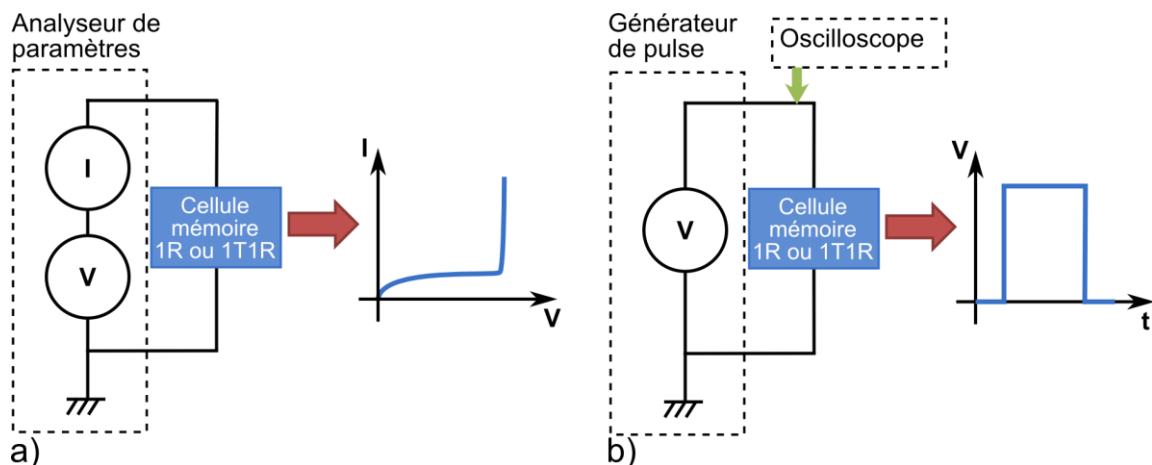 Analyseur de
paramètres
I
V
Cellule
mémoire
1R ou 1T1R
I
V
a)
Générateur
de pulse
Oscilloscope
V
Cellule
mémoire
1R ou 1T1R
V
t
b)